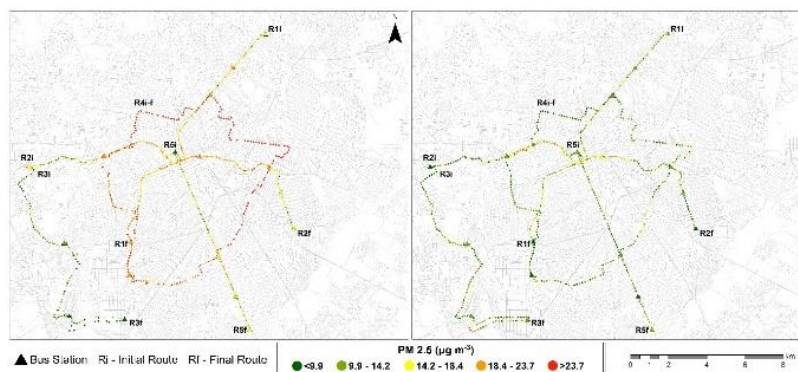 R1i
R4i-f
R5i
R2i
R3i
R1f
R2f
R3f
R5f
R1i
R4i-f
R5i
R2i
R3i
R1f
R2f
R3f
R5f
Bus Station Ri - Initial Route Rf - Final Route
PM 2.5 (µg m-3)
<9.9 9.9 - 14.2 14.2 - 18.4 18.4 - 23.7 >23.7
0 1 2 4 6 8
km